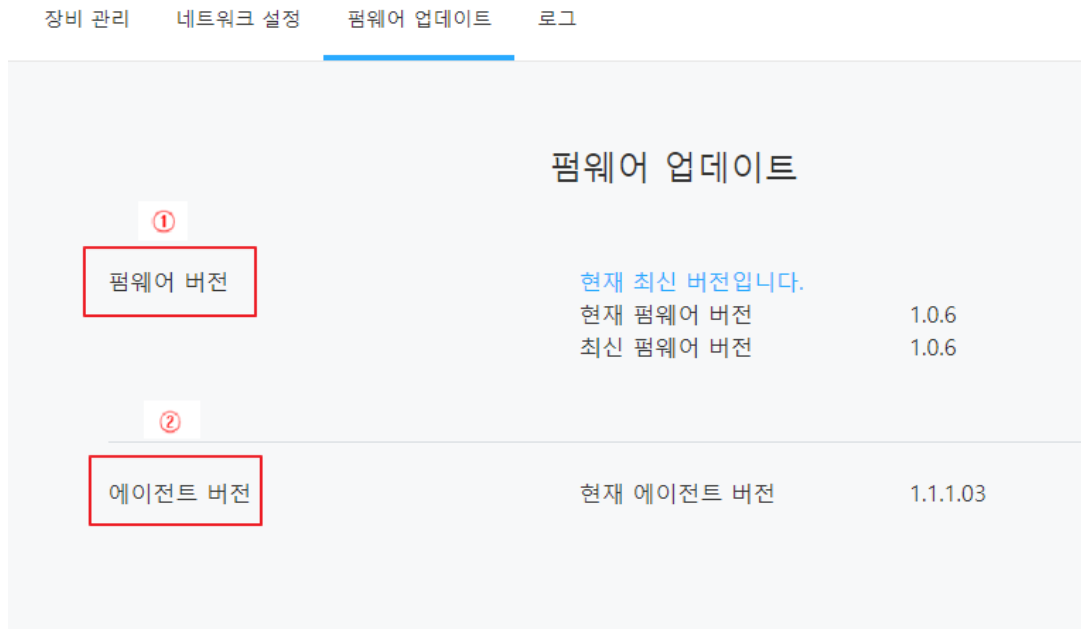 장비 관리 네트워크 설정 펌웨어 업데이트 로그
펌웨어 업데이트
①
펌웨어 버전 현재 최신 버전입니다.
현재 펌웨어 버전 1.0.6
최신 펌웨어 버전 1.0.6
②
에이전트 버전 현재 에이전트 버전 1.1.1.03